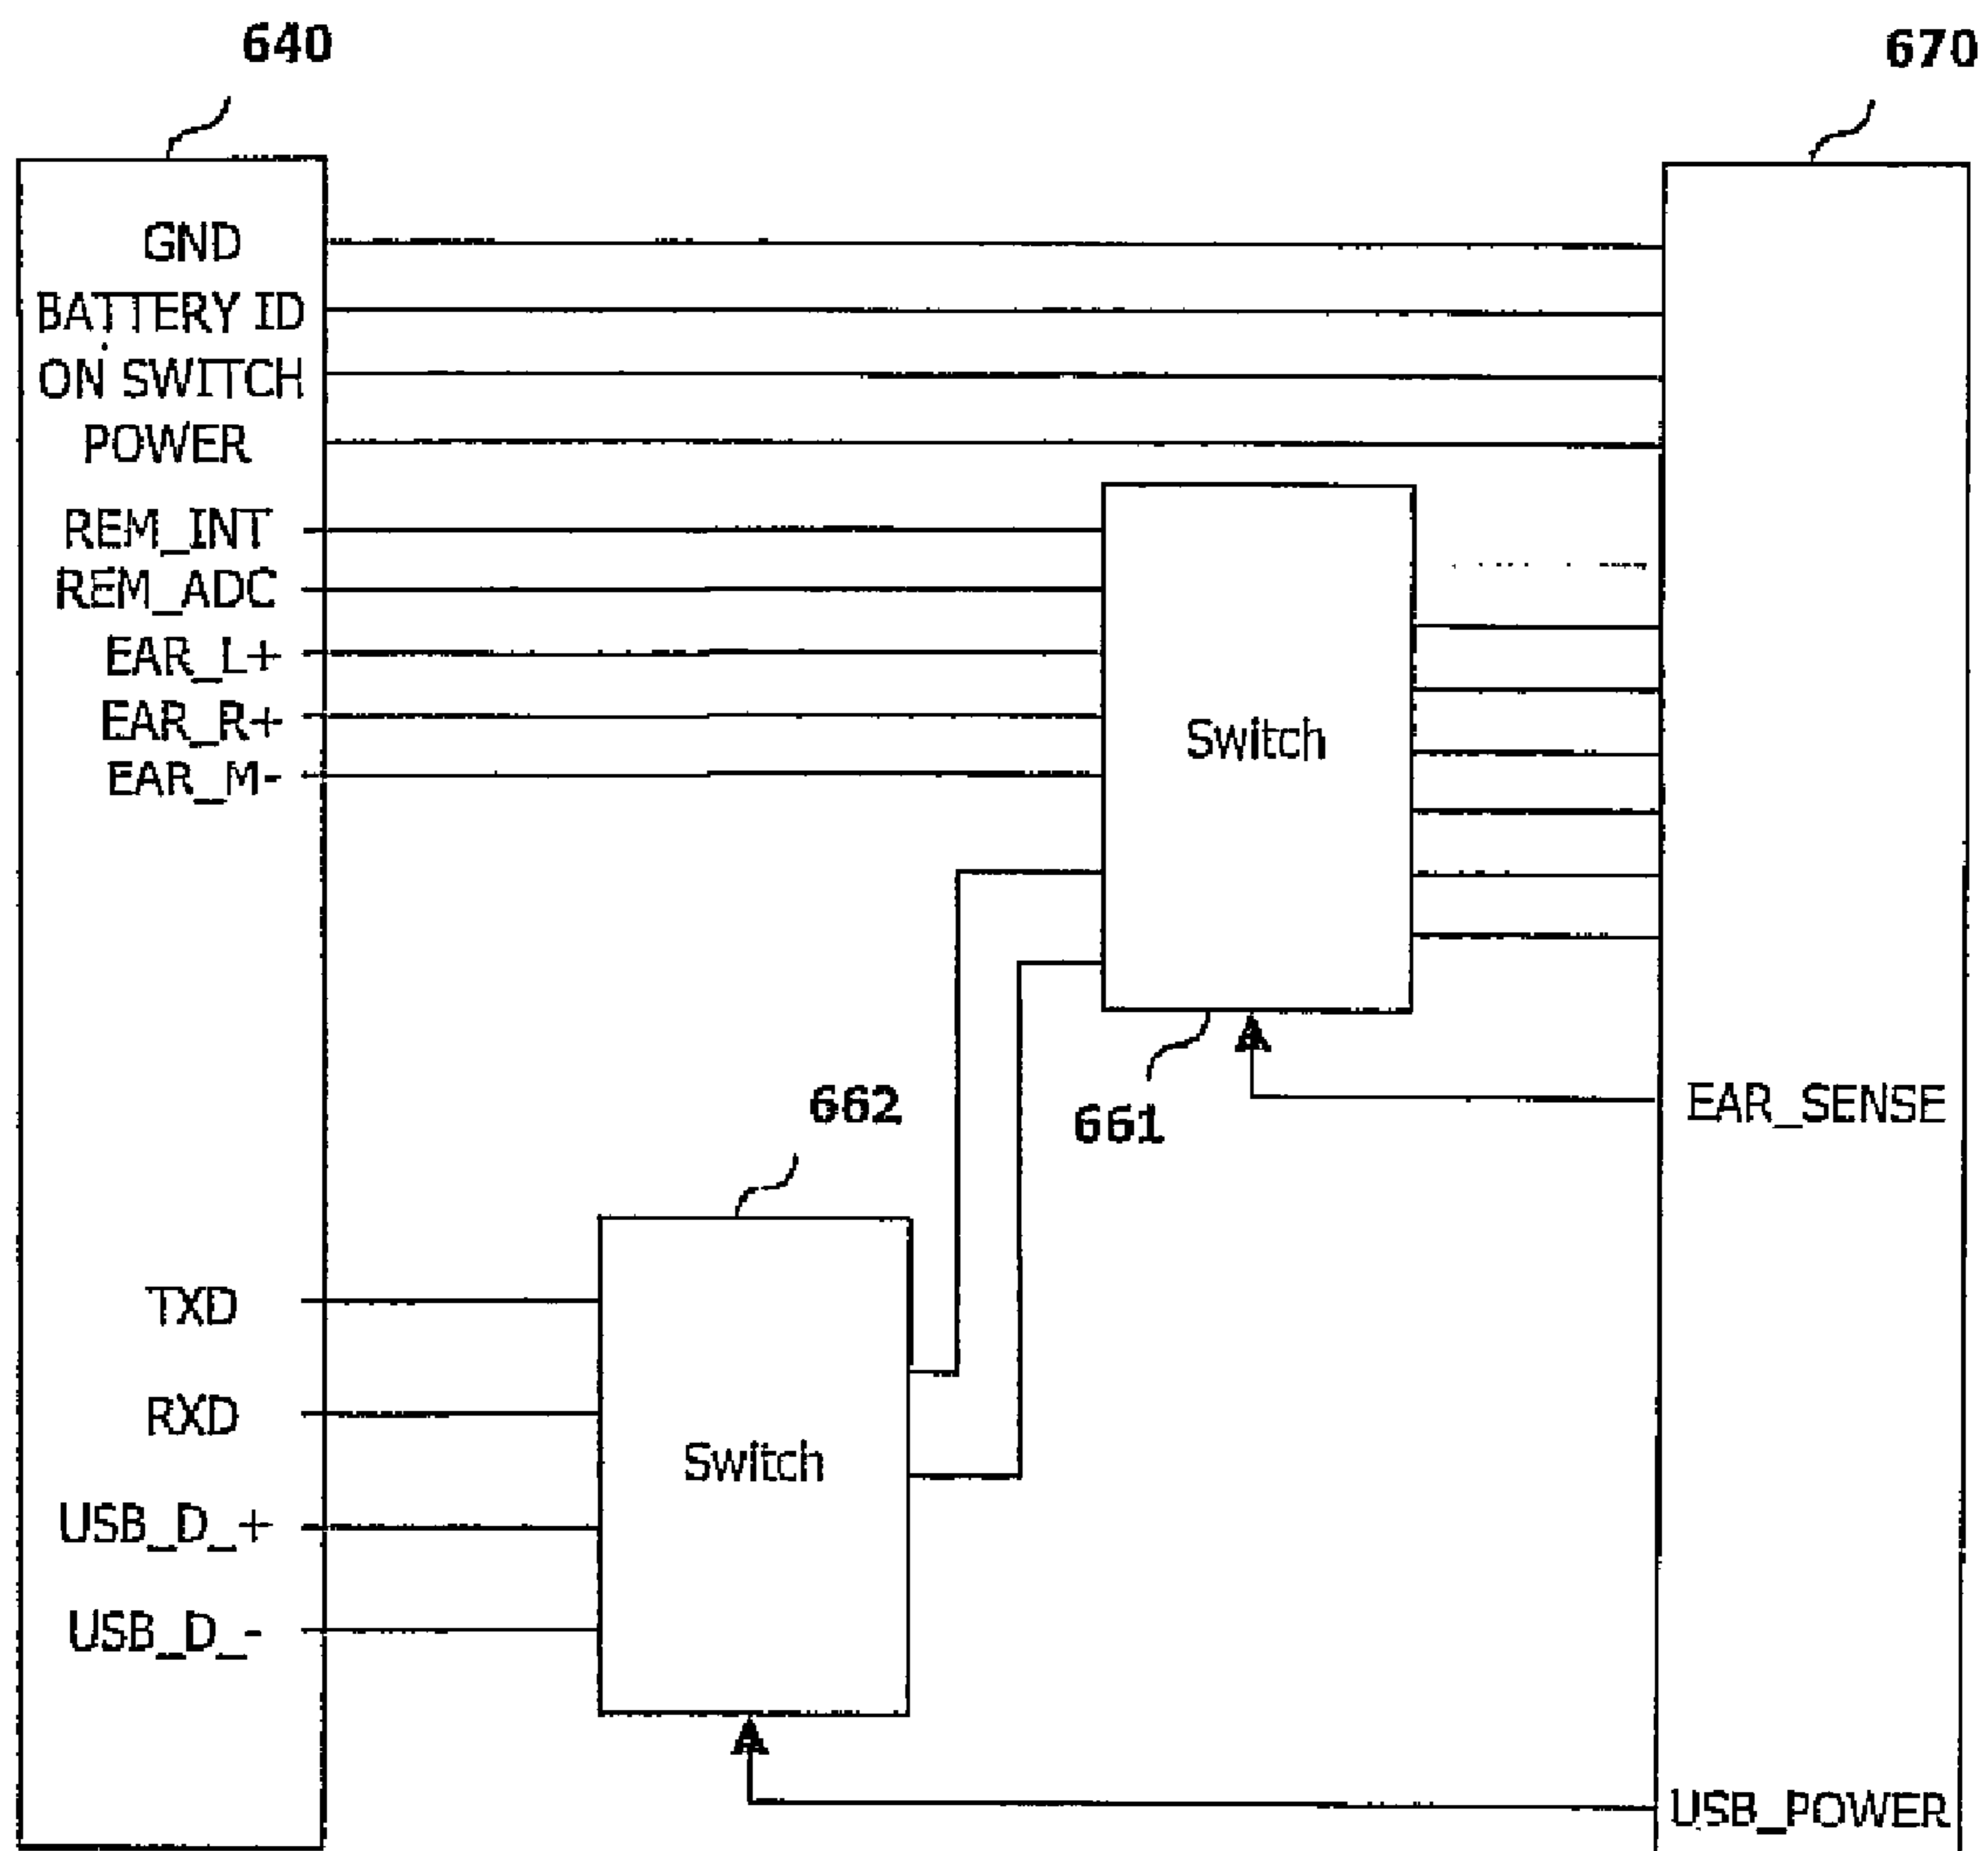 640
670
GND
BATTERY ID
ON SWITCH
POWER
REM_INT
REM_ADC
EAR_L+
EAR_R+
EAR_M-
Switch
EAR_SENSE
661
662
TXD
RXD
USB_D_+
Switch
USB_D_-
USB_POWER